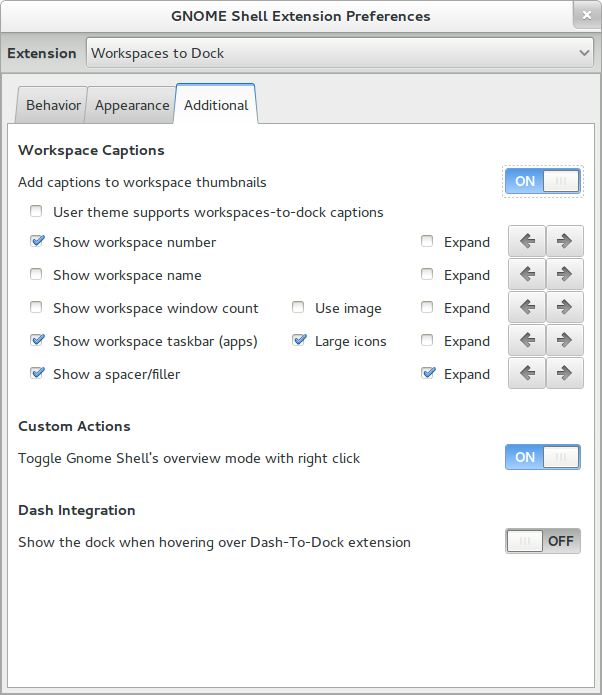 GNOME Shell Extension Preferences
Extension Workspaces to Dock
Behavior Appearance Additional
Workspace Captions
Add captions to workspace thumbnails ON
User theme supports workspaces-to-dock captions
Show workspace number Expand
Show workspace name Expand
Show workspace window count Use image Expand
Show workspace taskbar (apps) Large icons Expand
Show a spacer/filler Expand
Custom Actions
Toggle Gnome Shell's overview mode with right click ON
Dash Integration
Show the dock when hovering over Dash-To-Dock extension OFF